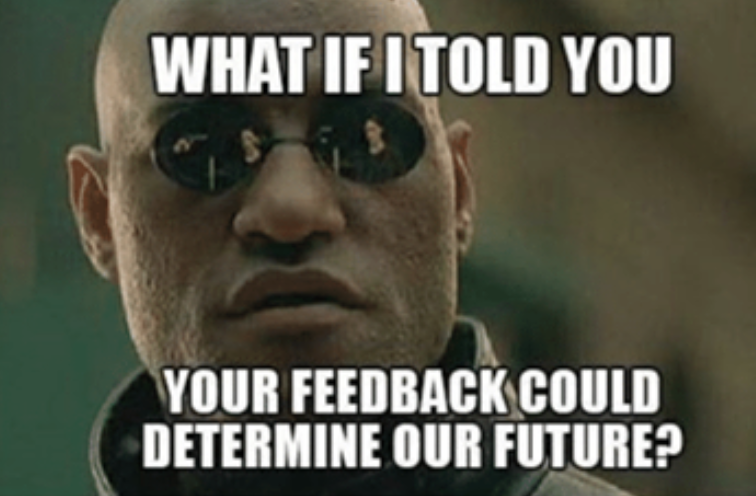 WHAT IF I TOLD YOU
YOUR FEEDBACK COULD
DETERMINE OUR FUTURE?